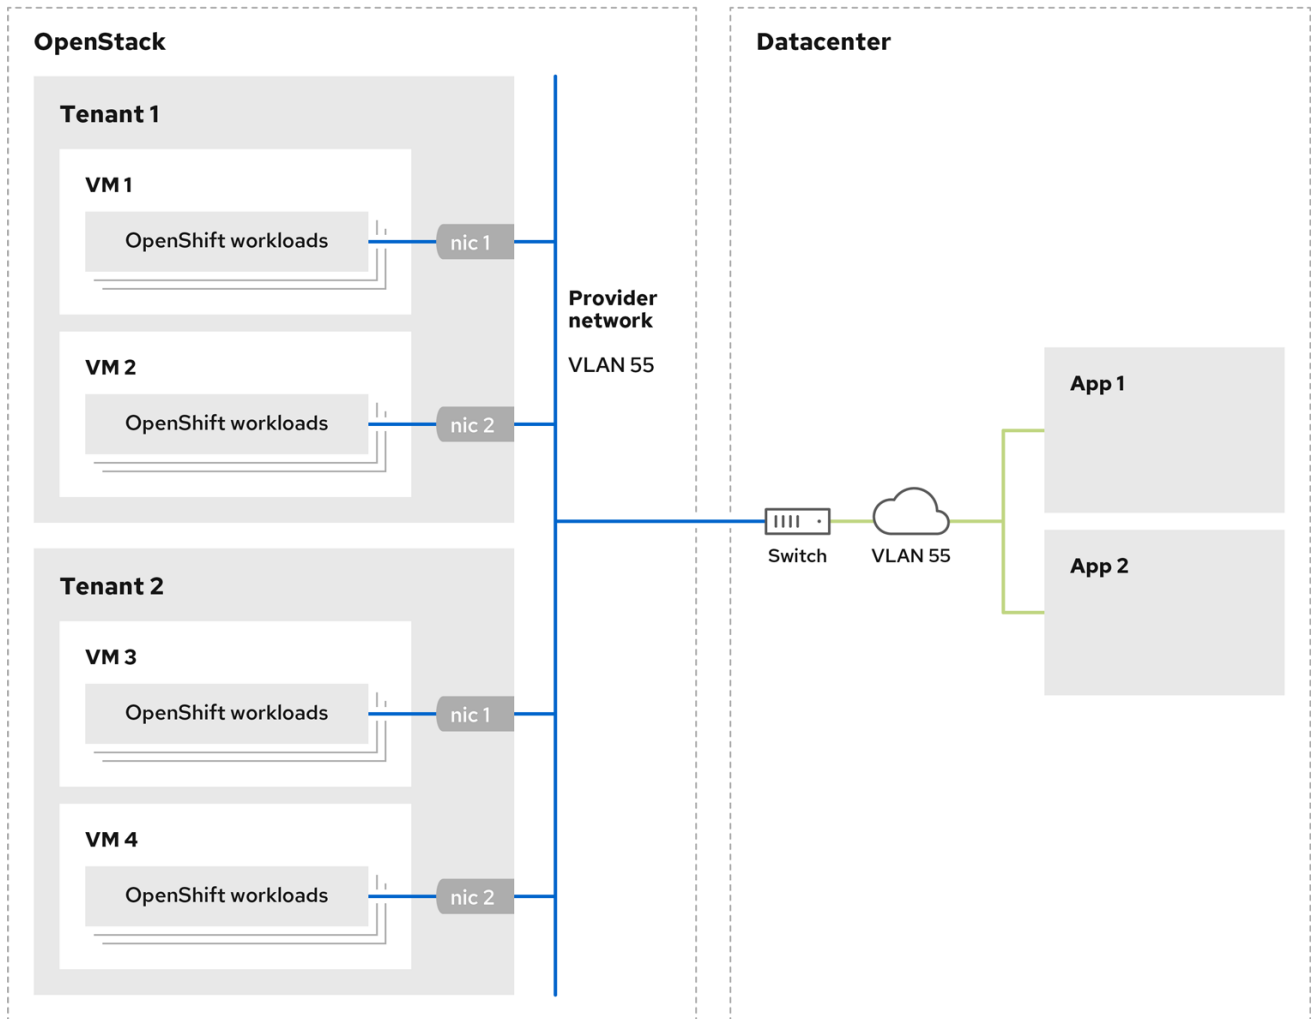 OpenStack
Tenant 1
VM 1
OpenShift workloads
nic 1
VM 2
OpenShift workloads
nic 2
Provider
network
VLAN 55
Tenant 2
VM 3
OpenShift workloads
nic 1
VM 4
OpenShift workloads
nic 2
Datacenter
Switch
VLAN 55
App 1
App 2